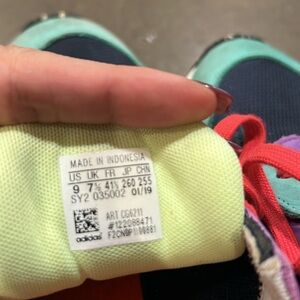 MADE IN INDONESIA
US UK FR JP CHN
9 7½ 41⅓ 260 255
SY2 035002 01/19
ART CG6211
#122088471
adidas